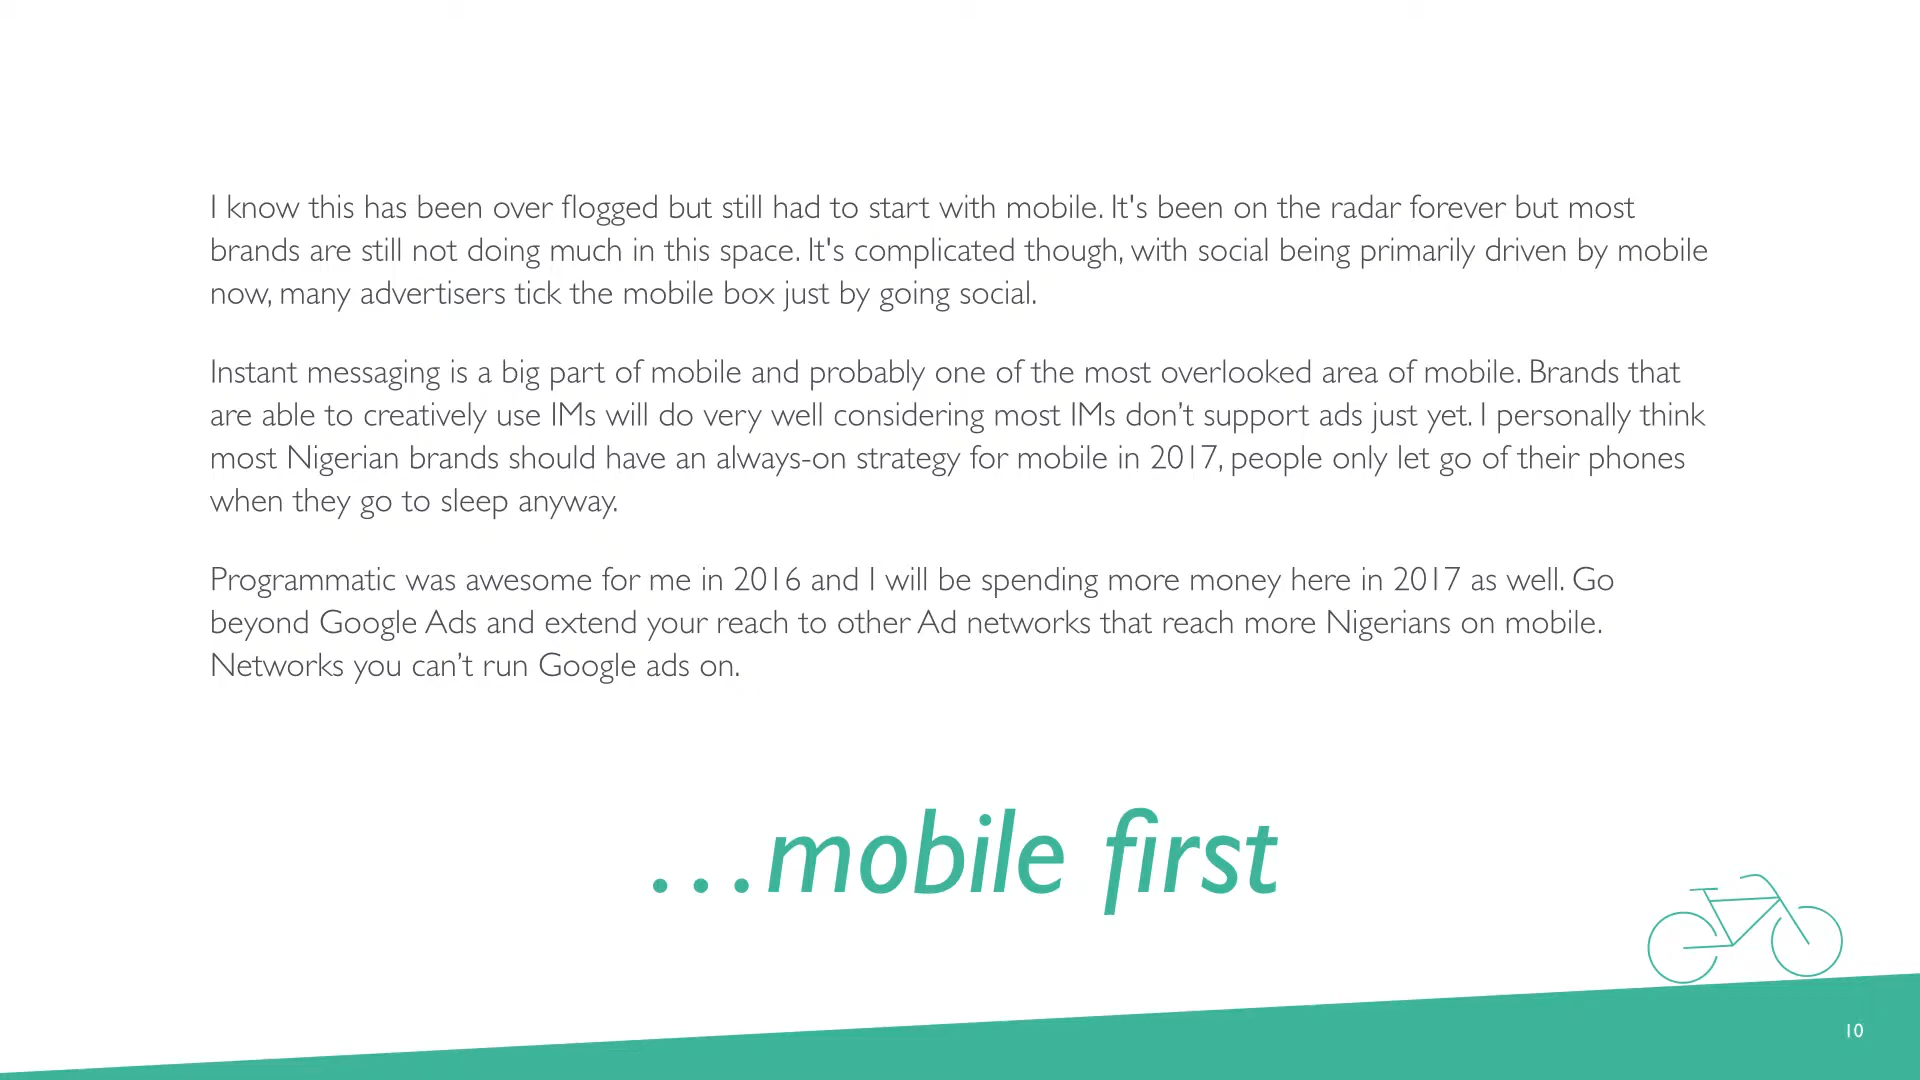 I know this has been over flogged but still had to start with mobile. It's been on the radar forever but most
brands are still not doing much in this space. It's complicated though, with social being primarily driven by mobile
now, many advertisers tick the mobile box just by going social.
Instant messaging is a big part of mobile and probably one of the most overlooked area of mobile. Brands that
are able to creatively use IMs will do very well considering most IMs don’t support ads just yet. I personally think
most Nigerian brands should have an always-on strategy for mobile in 2017, people only let go of their phones
when they go to sleep anyway.
Programmatic was awesome for me in 2016 and I will be spending more money here in 2017 as well. Go
beyond Google Ads and extend your reach to other Ad networks that reach more Nigerians on mobile.
Networks you can’t run Google ads on.
…mobile first
10